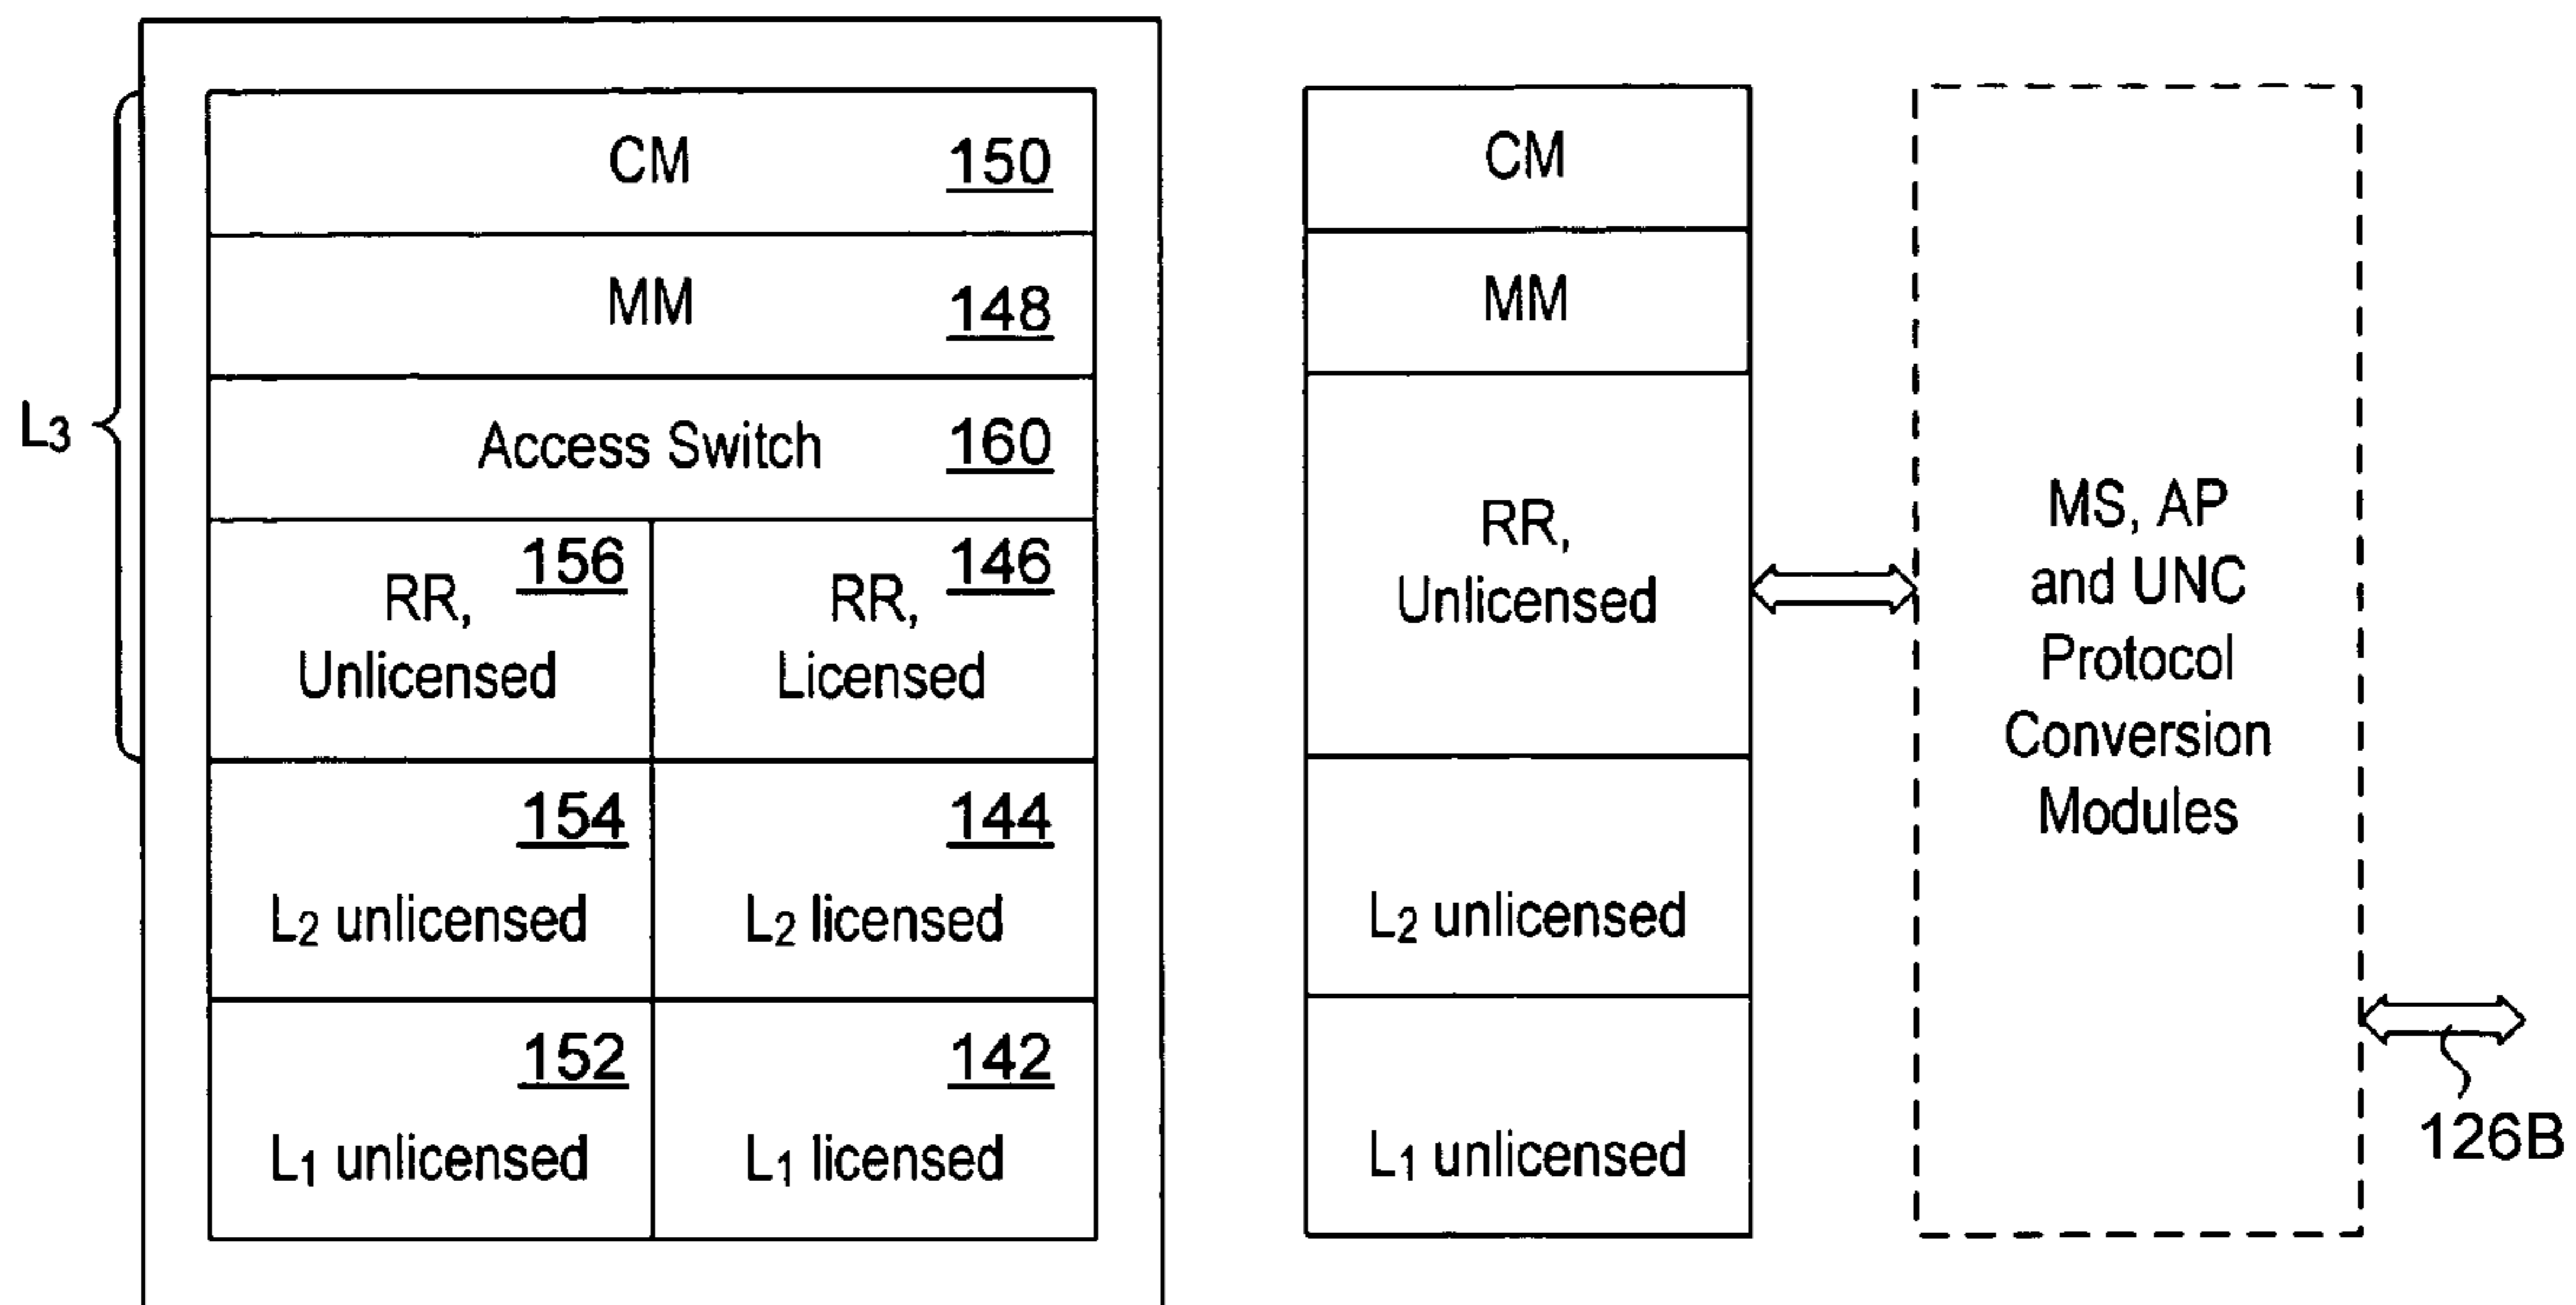 L3
CM 150
MM 148
Access Switch 160
156
RR,
Unlicensed
146
RR,
Licensed
154
L2 unlicensed
144
L2 licensed
152
L1 unlicensed
142
L1 licensed
CM
MM
RR,
Unlicensed
L2 unlicensed
L1 unlicensed
MS, AP
and UNC
Protocol
Conversion
Modules
126B